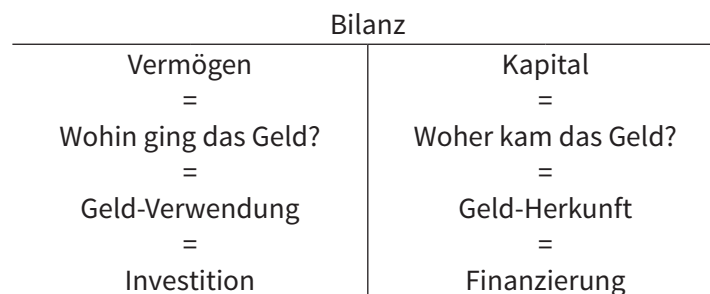 Bilanz
Vermögen
=
Wohin ging das Geld?
=
Geld-Verwendung
=
Investition
Kapital
=
Woher kam das Geld?
=
Geld-Herkunft
=
Finanzierung